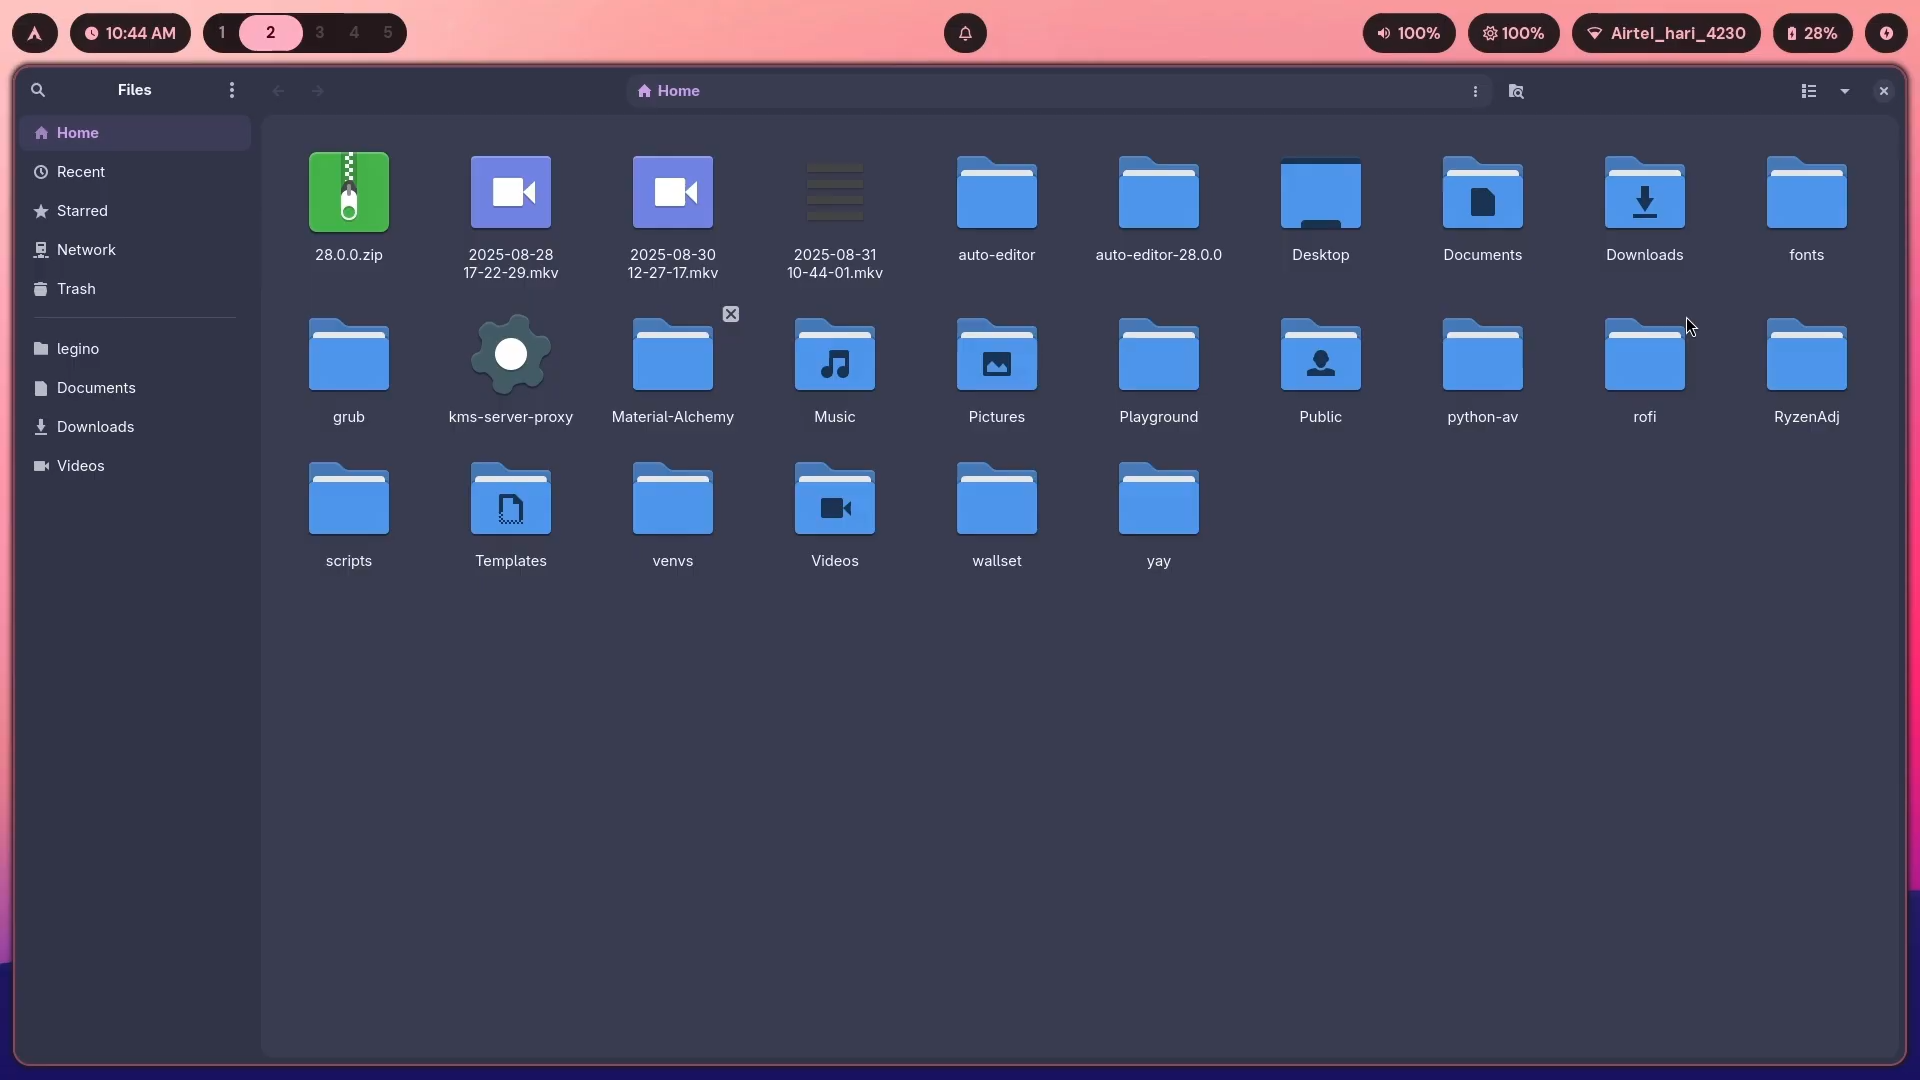 10:44 AM
1 2 3 4 5
100%
100%
Airtel_hari_4230
28%
Files
Home
Home
Recent
Starred
Network
Trash
legino
Documents
Downloads
Videos
28.0.0.zip
2025-08-28
17-22-29.mkv
2025-08-30
12-27-17.mkv
2025-08-31
10-44-01.mkv
auto-editor
auto-editor-28.0.0
Desktop
Documents
Downloads
fonts
grub
kms-server-proxy
Material-Alchemy
Music
Pictures
Playground
Public
python-av
rofi
RyzenAdj
scripts
Templates
venvs
Videos
wallset
yay